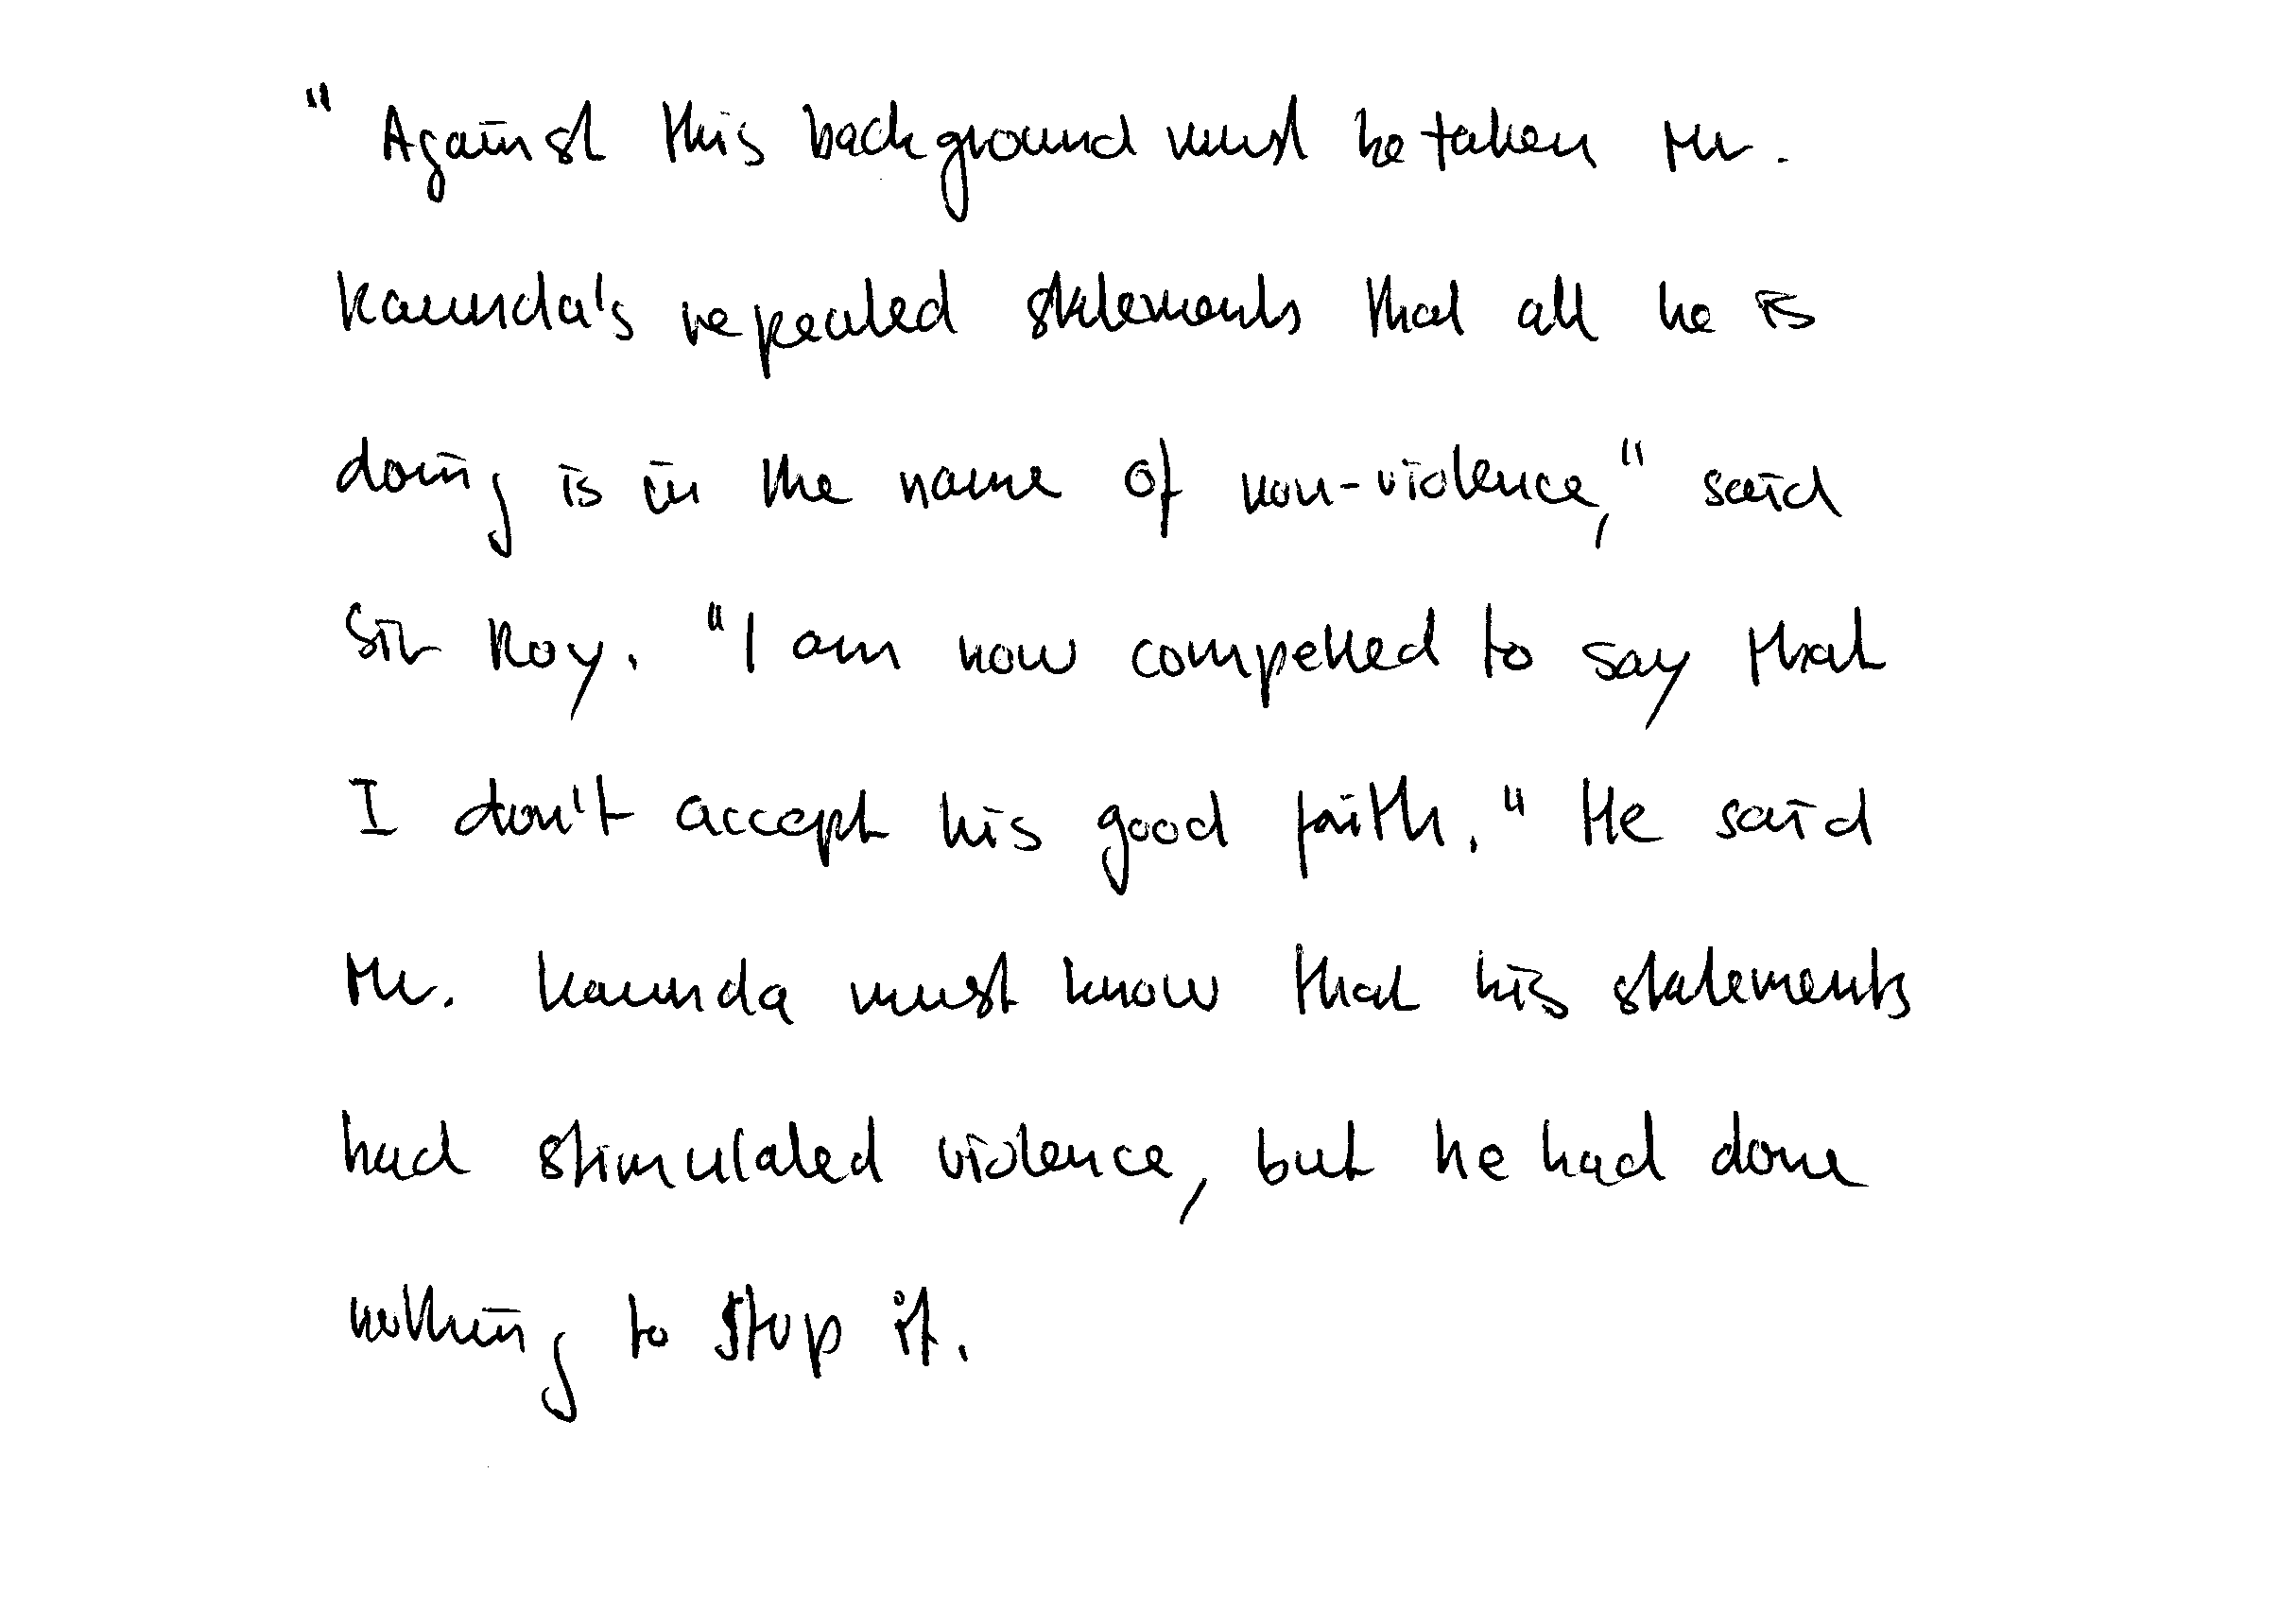 "Against this background must be taken Mr.
Kaunda's repeated statements that all he is
doing is in the name of non-violence," said
Sir Roy. "I am now compelled to say that
I don't accept his good faith." He said
Mr. Kaunda must know that his statements
had stimulated violence, but he had done
nothing to stop it.